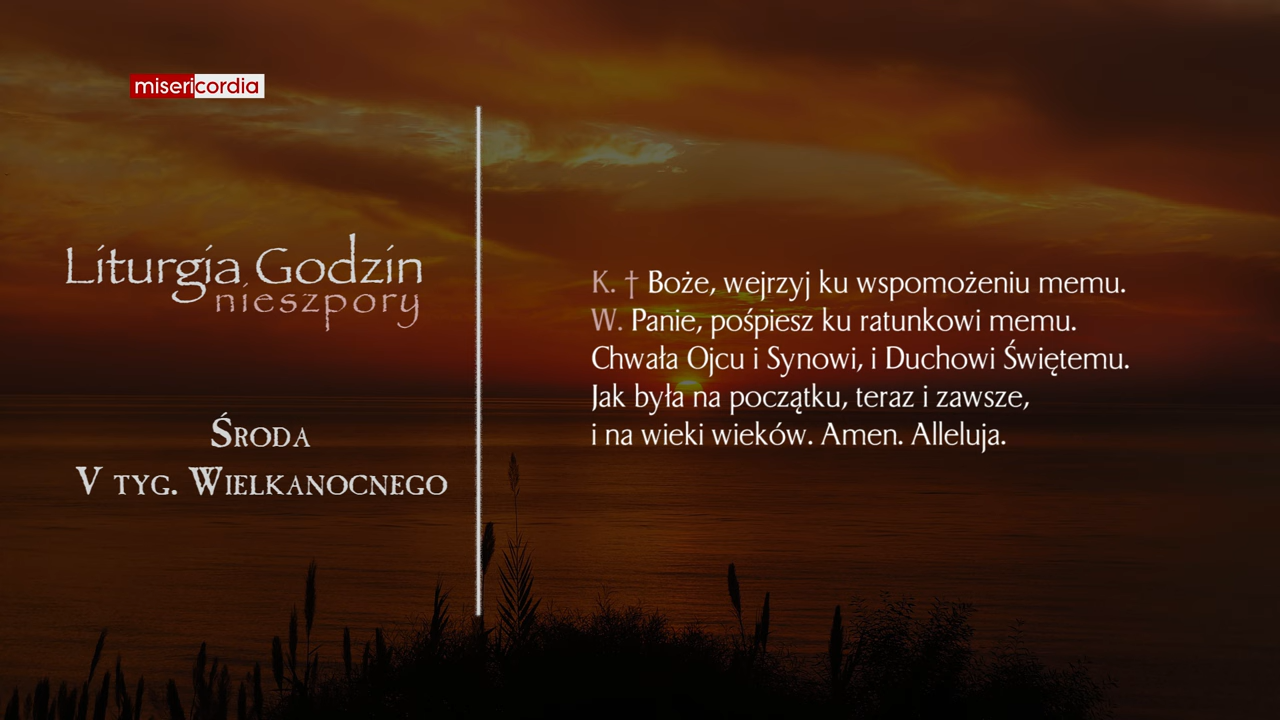 misericordia
Liturgia Godzin
nieszpory
Środa
V tyg. Wielkanocnego
K. † Boże, wejrzyj ku wspomożeniu memu.
W. Panie, pośpiesz ku ratunkowi memu.
Chwała Ojcu i Synowi, i Duchowi Świętemu.
Jak była na początku, teraz i zawsze,
i na wieki wieków. Amen. Alleluja.